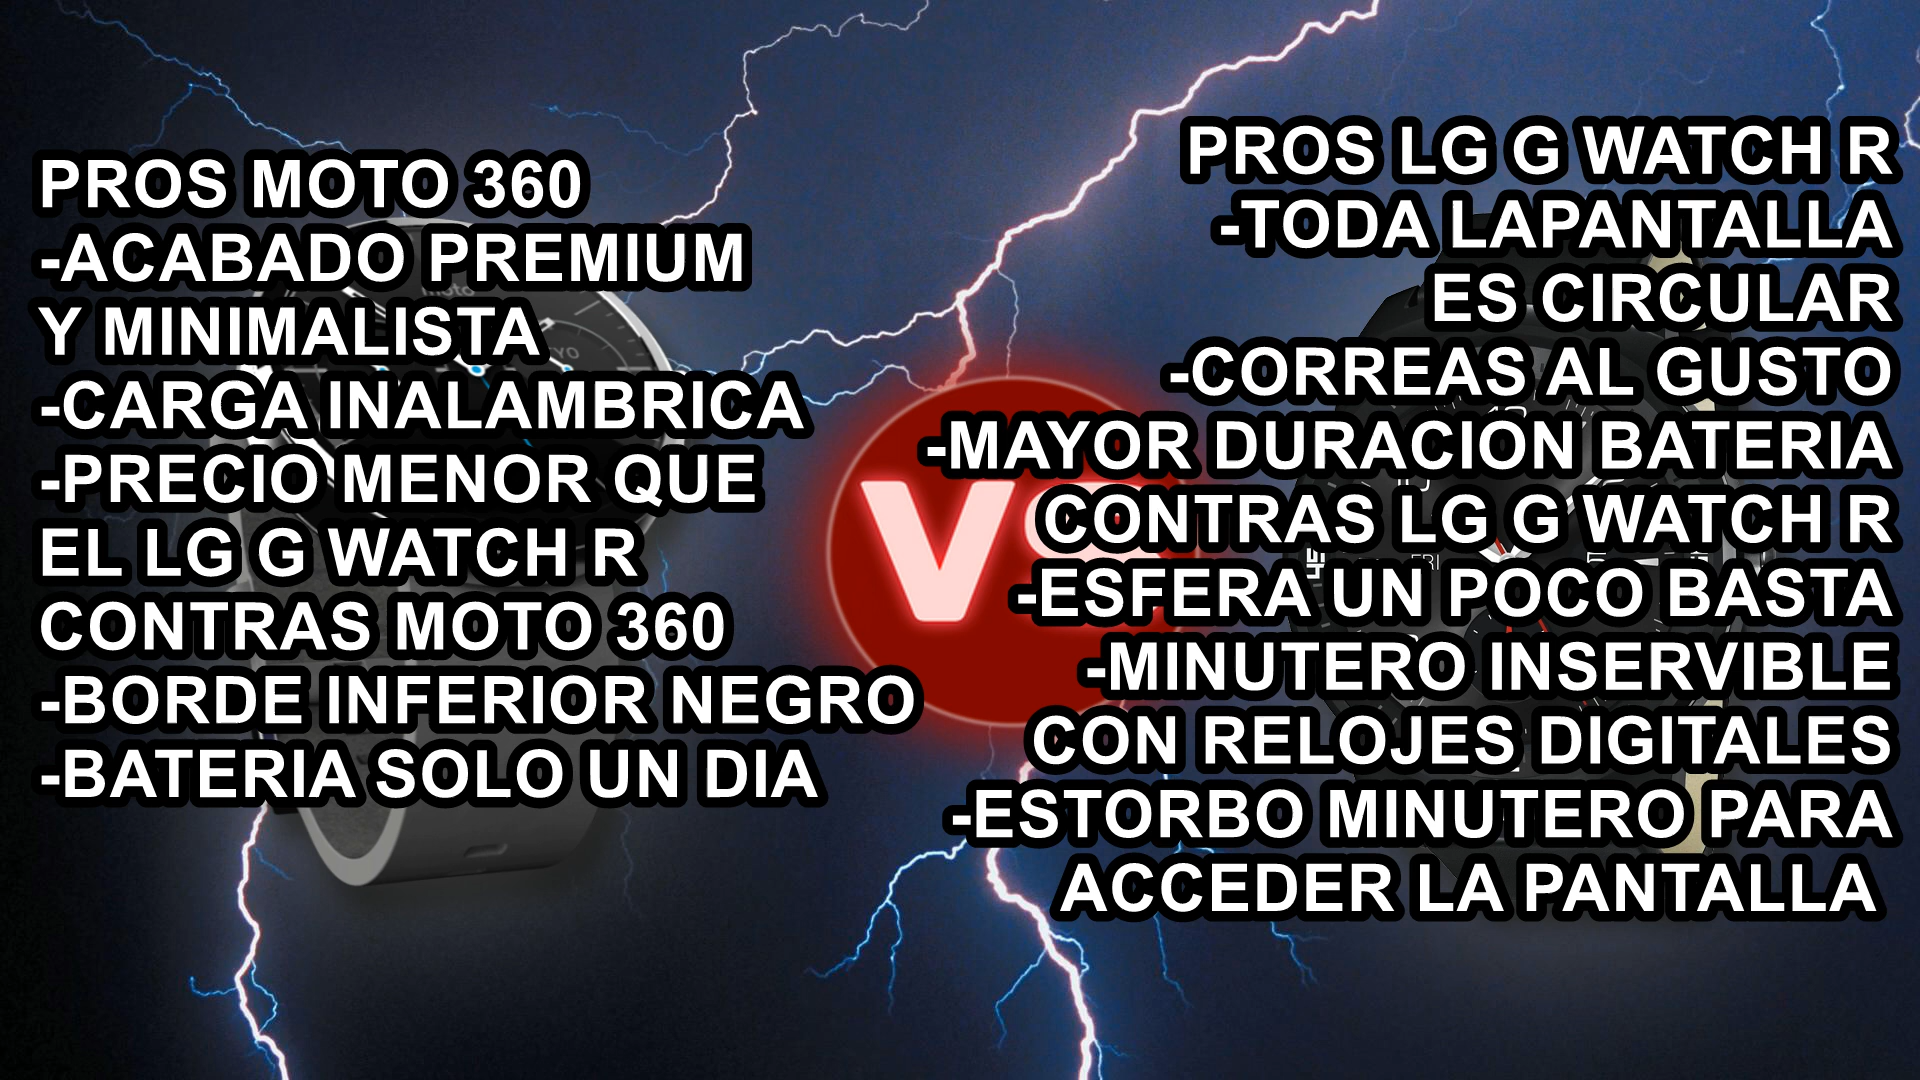 PROS MOTO 360
-ACABADO PREMIUM
Y MINIMALISTA
-CARGA INALAMBRICA
-PRECIO MENOR QUE
EL LG G WATCH R
CONTRAS MOTO 360
-BORDE INFERIOR NEGRO
-BATERIA SOLO UN DIA
VS
PROS LG G WATCH R
-TODA LAPANTALLA
ES CIRCULAR
-CORREAS AL GUSTO
-MAYOR DURACION BATERIA
CONTRAS LG G WATCH R
-ESFERA UN POCO BASTA
-MINUTERO INSERVIBLE
CON RELOJES DIGITALES
-ESTORBO MINUTERO PARA
ACCEDER LA PANTALLA